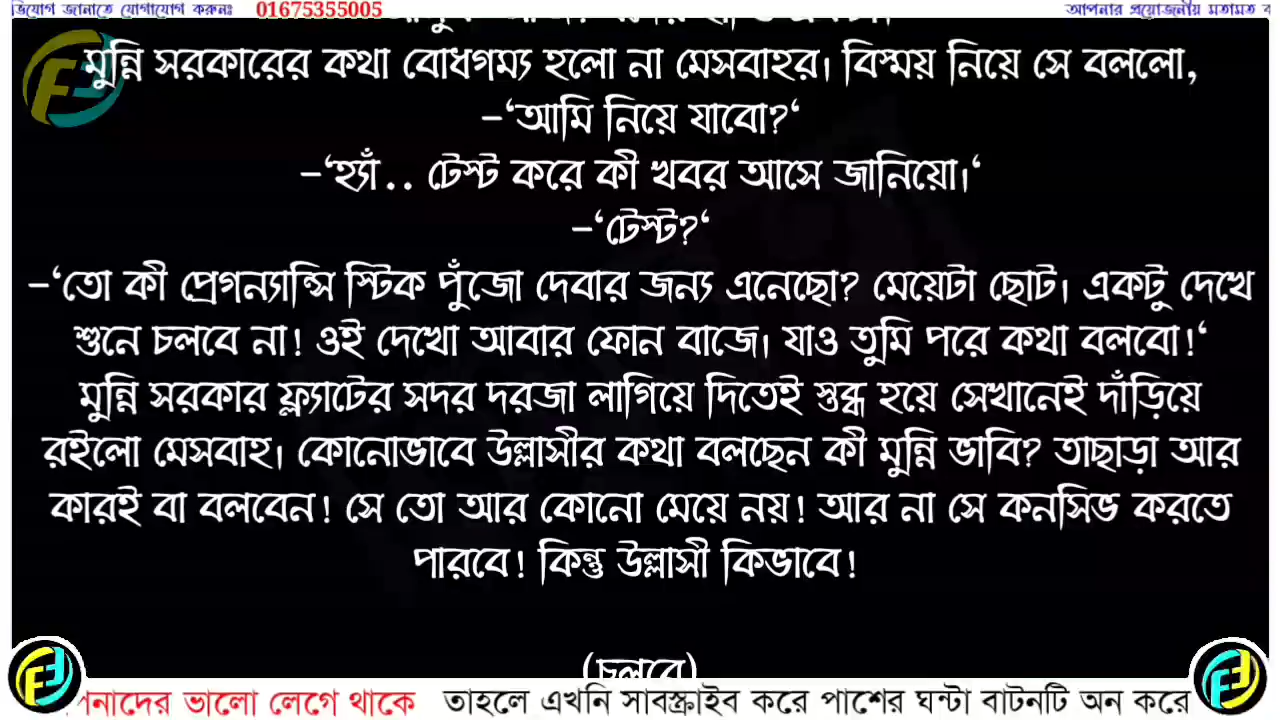 ভিযোগ জানাতে যোগাযোগ করুনঃ 01675355005 আপনার প্রয়োজনীয় মতামত ব
মুন্নি সরকারের কথা বোধগম্য হলো না মেসবাহর। বিস্ময় নিয়ে সে বললো,
-‘আমি নিয়ে যাবো?‘
-‘হ্যাঁ.. টেস্ট করে কী খবর আসে জানিয়ো।‘
-‘টেস্ট?‘
-‘তো কী প্রেগন্যান্সি স্টিক পুঁজো দেবার জন্য এনেছো? মেয়েটা ছোট। একটু দেখে
শুনে চলবে না! ওই দেখো আবার ফোন বাজে। যাও তুমি পরে কথা বলবো!‘
মুন্নি সরকার ফ্ল্যাটের সদর দরজা লাগিয়ে দিতেই স্তব্ধ হয়ে সেখানেই দাঁড়িয়ে
রইলো মেসবাহ। কোনোভাবে উল্লাসীর কথা বলছেন কী মুন্নি ভাবি? তাছাড়া আর
কারই বা বলবেন! সে তো আর কোনো মেয়ে নয়! আর না সে কনসিভ করতে
পারবে! কিন্তু উল্লাসী কিভাবে!
(চলবে)
পনাদের ভালো লেগে থাকে তাহলে এখনি সাবস্ক্রাইব করে পাশের ঘন্টা বাটনটি অন করে